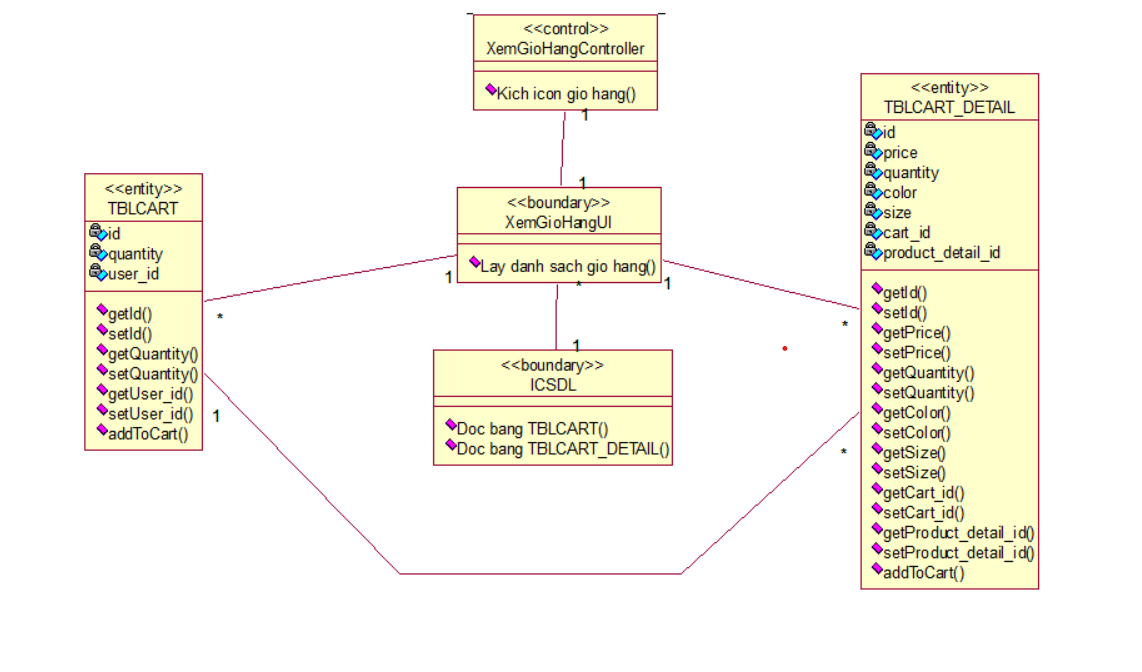 <<control>>
XemGioHangController
Kich icon gio hang()
1
1
<<boundary>>
XemGioHangUI
Lay danh sach gio hang()
1
*
1
*
*
1
<<boundary>>
ICSDL
Doc bang TBLCART()
Doc bang TBLCART_DETAIL()
<<entity>>
TBLCART
id
quantity
user_id
getId()
setId()
getQuantity()
setQuantity()
getUser_id()
setUser_id()
addToCart()
1
*
<<entity>>
TBLCART_DETAIL
id
price
quantity
color
size
cart_id
product_detail_id
getId()
setId()
getPrice()
setPrice()
getQuantity()
setQuantity()
getColor()
setColor()
getSize()
setSize()
getCart_id()
setCart_id()
getProduct_detail_id()
setProduct_detail_id()
addToCart()